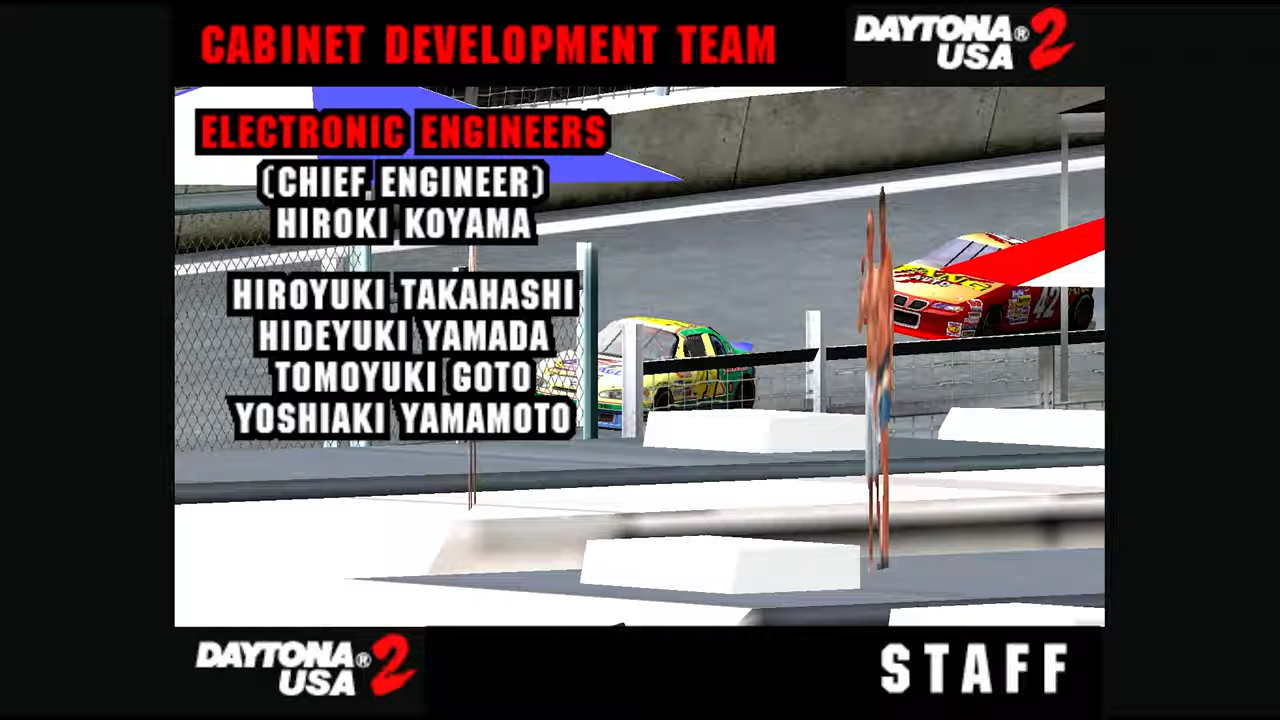 CABINET DEVELOPMENT TEAM
DAYTONA® USA 2
ELECTRONIC ENGINEERS
(CHIEF ENGINEER)
HIROKI KOYAMA
HIROYUKI TAKAHASHI
HIDEYUKI YAMADA
TOMOYUKI GOTO
YOSHIAKI YAMAMOTO
42
DAYTONA® USA 2
STAFF